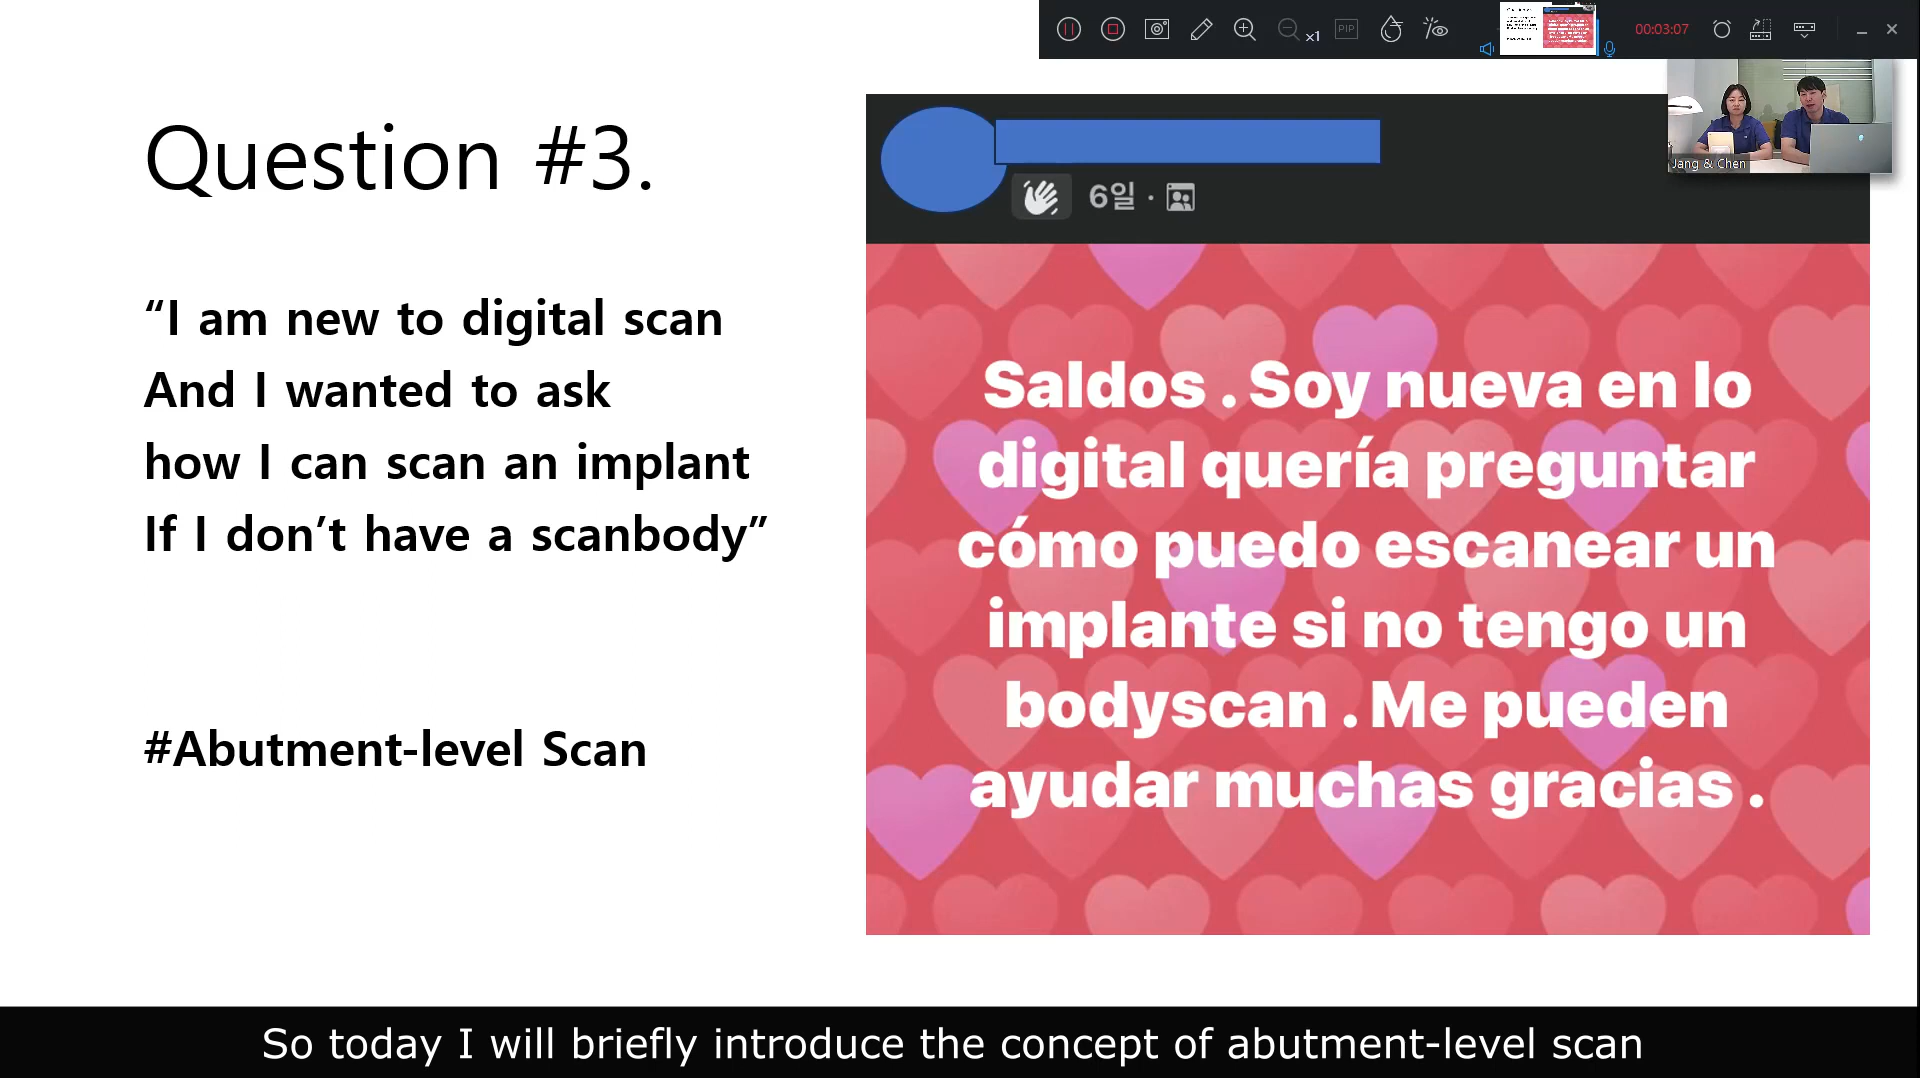 PIP
x1
00:03:07
Jang & Chen
Question #3.
“I am new to digital scan
And I wanted to ask
how I can scan an implant
If I don’t have a scanbody”
#Abutment-level Scan
6일 ·
Saldos . Soy nueva en lo
digital quería preguntar
cómo puedo escanear un
implante si no tengo un
bodyscan . Me pueden
ayudar muchas gracias .
So today I will briefly introduce the concept of abutment-level scan